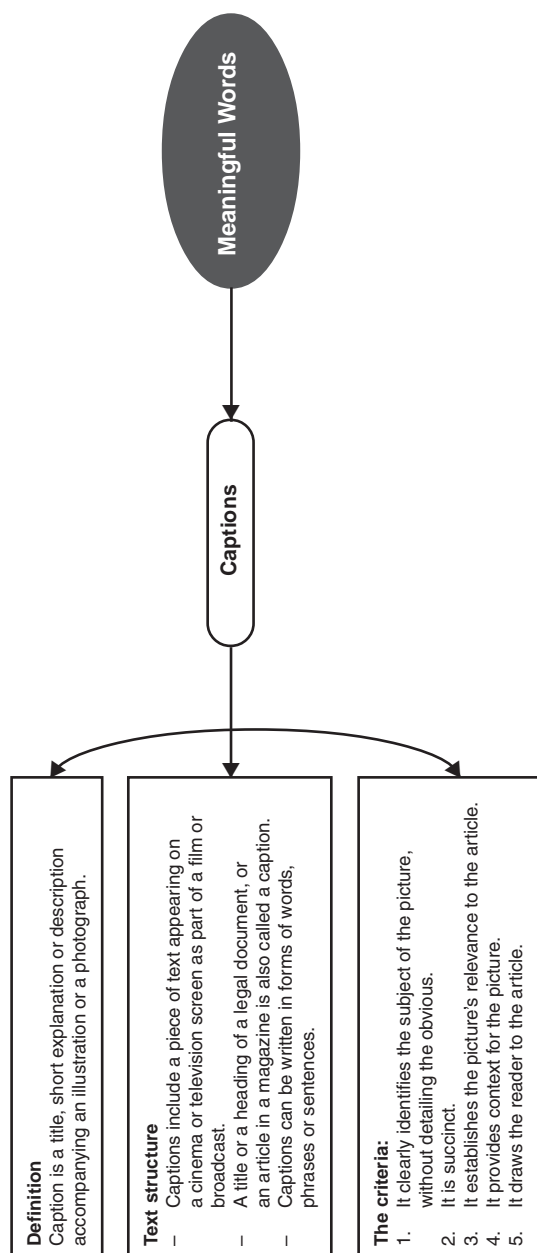 Meaningful Words
Captions
Definition
Caption is a title, short explanation or description
accompanying an illustration or a photograph.
Text structure
– Captions include a piece of text appearing on
a cinema or television screen as part of a film or
broadcast.
– A title or a heading of a legal document, or
an article in a magazine is also called a caption.
– Captions can be written in forms of words,
phrases or sentences.
The criteria:
1. It clearly identifies the subject of the picture,
without detailing the obvious.
2. It is succinct.
3. It establishes the picture's relevance to the article.
4. It provides context for the picture.
5. It draws the reader to the article.